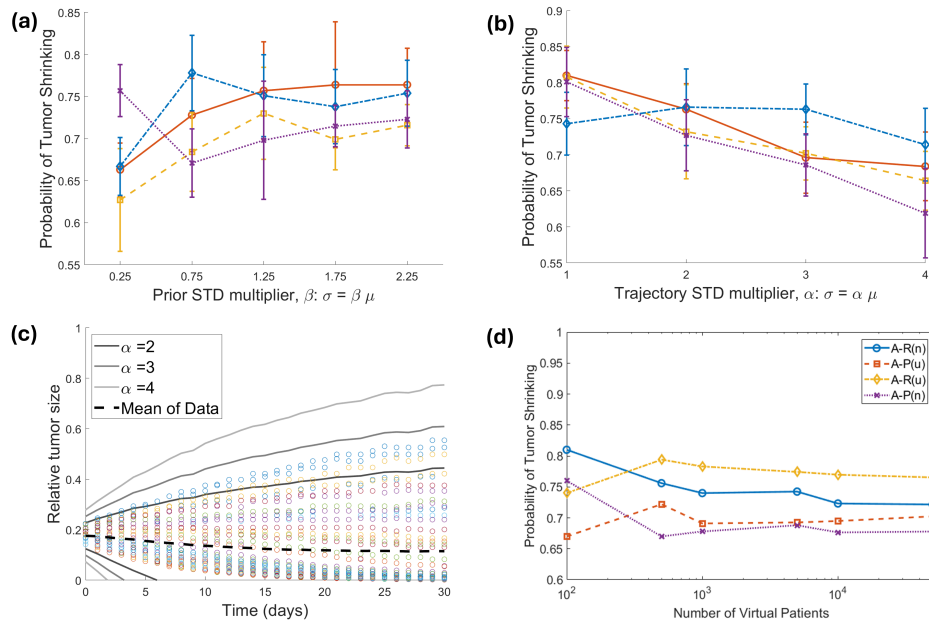 (a)
0.85
0.8
0.75
0.7
0.65
0.6
0.55
Probability of Tumor Shrinking
0.25 0.75 1.25 1.75 2.25
Prior STD multiplier, β: σ = β μ
(b)
0.9
0.85
0.8
0.75
0.7
0.65
0.6
0.55
0.5
Probability of Tumor Shrinking
1 2 3 4
Trajectory STD multiplier, α: σ = α μ
(c)
1
0.8
0.6
0.4
0.2
0
Relative tumor size
α =2
α =3
α =4
Mean of Data
0 5 10 15 20 25 30
Time (days)
(d)
1
0.95
0.9
0.85
0.8
0.75
0.7
0.65
0.6
Probability of Tumor Shrinking
A-R(n)
A-P(u)
A-R(u)
A-P(n)
10² 10³ 10⁴
Number of Virtual Patients